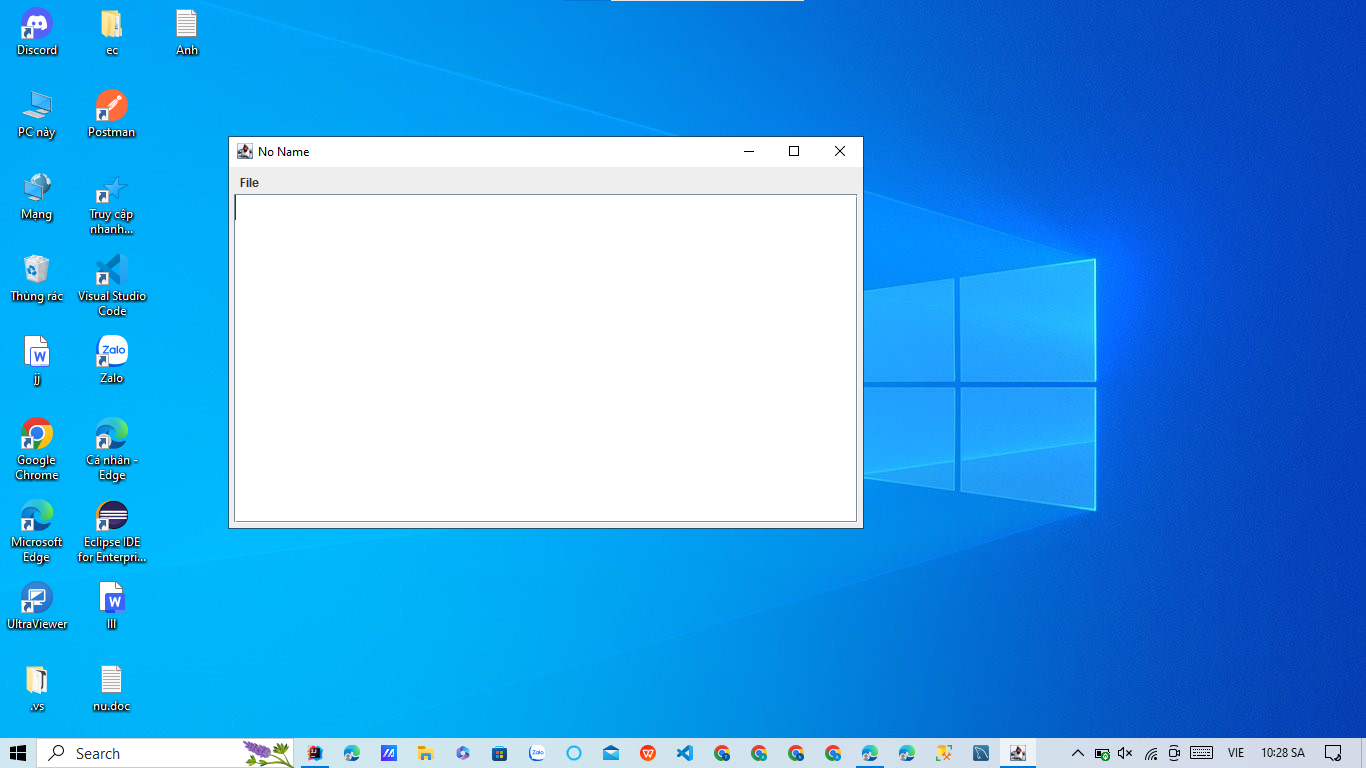 Discord
ec
Anh
PC này
Postman
Mạng
Truy cập
nhanh...
Thùng rác
Visual Studio
Code
jj
Zalo
Zalo
Google
Chrome
Cá nhân -
Edge
Microsoft
Edge
Eclipse IDE
for Enterpri...
UltraViewer
lll
.vs
nu.doc
No Name
File
Search
Zalo
VIE
10:28 SA